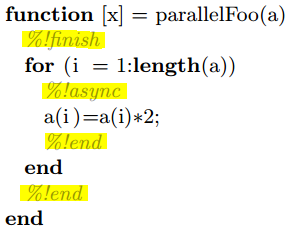 function [x] = parallelFoo(a)
%!finish
for (i = 1:length(a))
%!async
a(i)=a(i)*2;
%!end
end
%!end
end